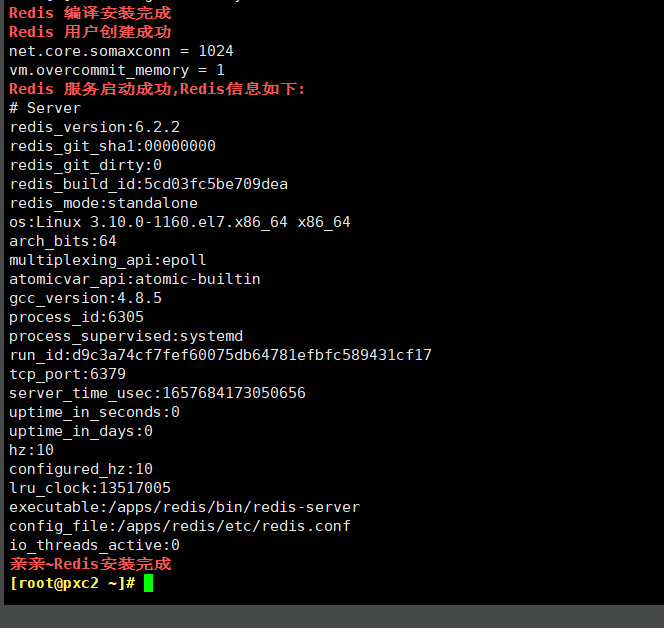 Redis 编译安装完成
Redis 用户创建成功
net.core.somaxconn = 1024
vm.overcommit_memory = 1
Redis 服务启动成功,Redis信息如下:
# Server
redis_version:6.2.2
redis_git_sha1:00000000
redis_git_dirty:0
redis_build_id:5cd03fc5be709dea
redis_mode:standalone
os:Linux 3.10.0-1160.el7.x86_64 x86_64
arch_bits:64
multiplexing_api:epoll
atomicvar_api:atomic-builtin
gcc_version:4.8.5
process_id:6305
process_supervised:systemd
run_id:d9c3a74cf7fef60075db64781efbfc589431cf17
tcp_port:6379
server_time_usec:1657684173050656
uptime_in_seconds:0
uptime_in_days:0
hz:10
configured_hz:10
lru_clock:13517005
executable:/apps/redis/bin/redis-server
config_file:/apps/redis/etc/redis.conf
io_threads_active:0
亲亲~Redis安装完成
[root@pxc2 ~]#